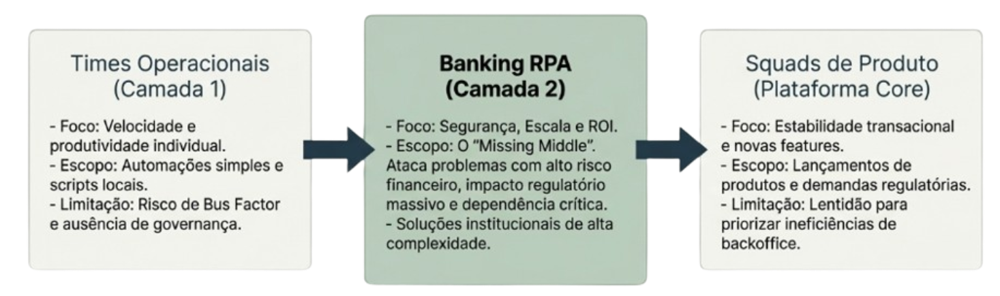 Times Operacionais
(Camada 1)
- Foco: Velocidade e
produtividade individual.
- Escopo: Automações simples e
scripts locais.
- Limitação: Risco de Bus Factor
e ausência de governança.
Banking RPA
(Camada 2)
- Foco: Segurança, Escala e ROI.
- Escopo: O "Missing Middle".
Ataca problemas com alto risco
financeiro, impacto regulatório
massivo e dependência crítica.
- Soluções institucionais de alta
complexidade.
Squads de Produto
(Plataforma Core)
- Foco: Estabilidade transacional
e novas features.
- Escopo: Lançamentos de
produtos e demandas regulatórias.
- Limitação: Lentidão para
priorizar ineficiências de
backoffice.